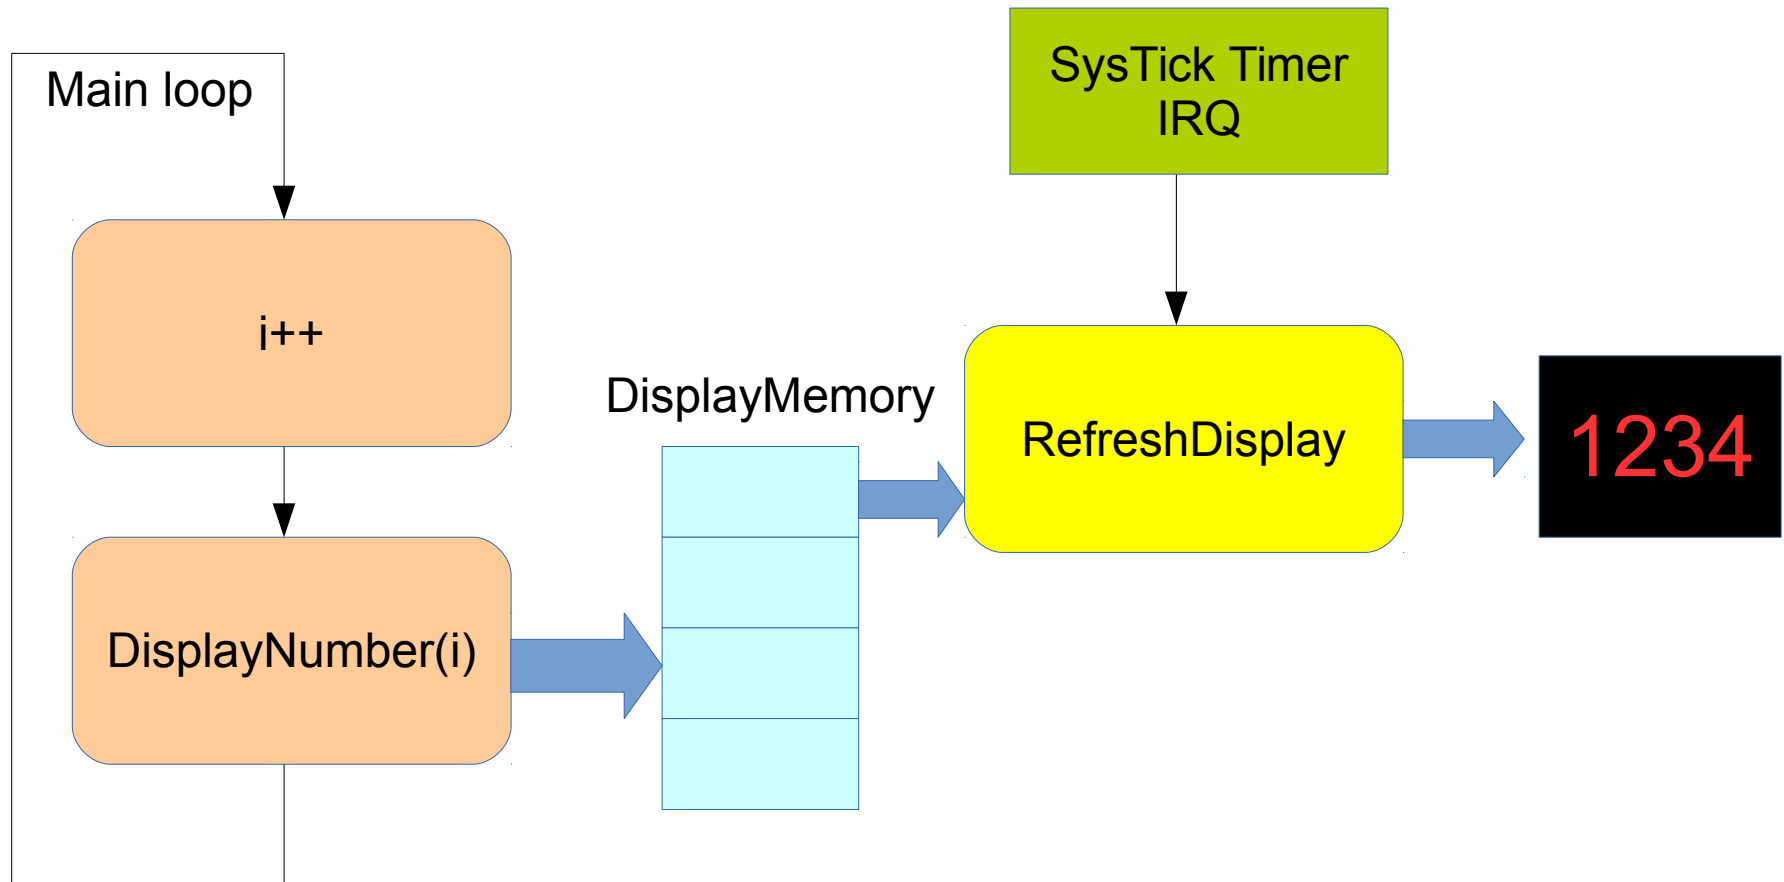 Main loop
SysTick Timer
IRQ
i++
DisplayMemory
RefreshDisplay
1234
DisplayNumber(i)